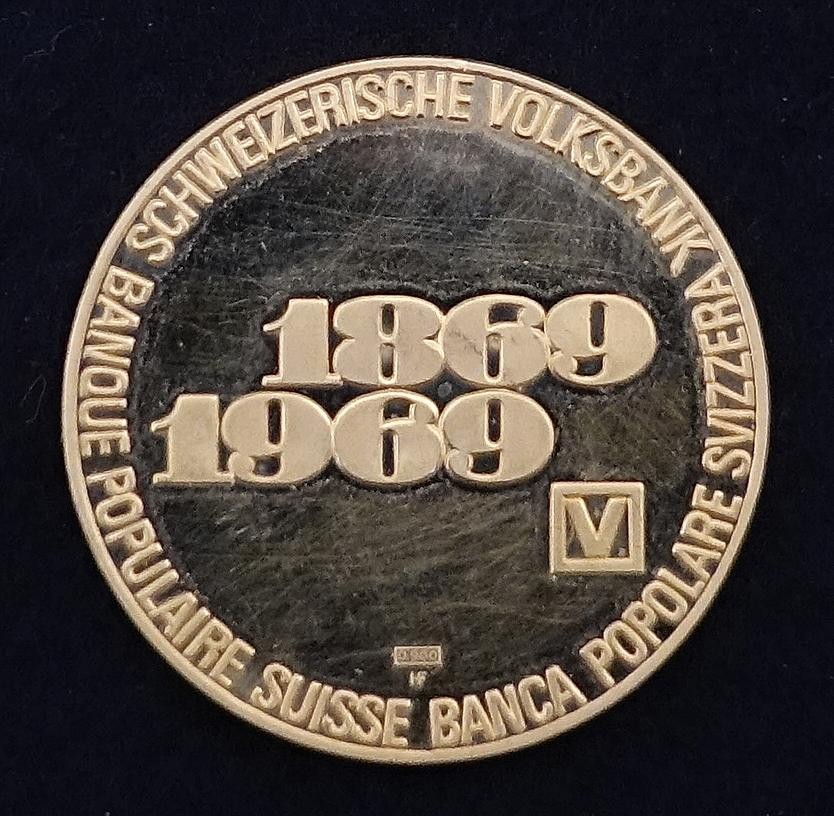 SCHWEIZERISCHE VOLKSBANK
BANQUE POPULAIRE SUISSE
BANCA POPOLARE SVIZZERA
1869
1969
V